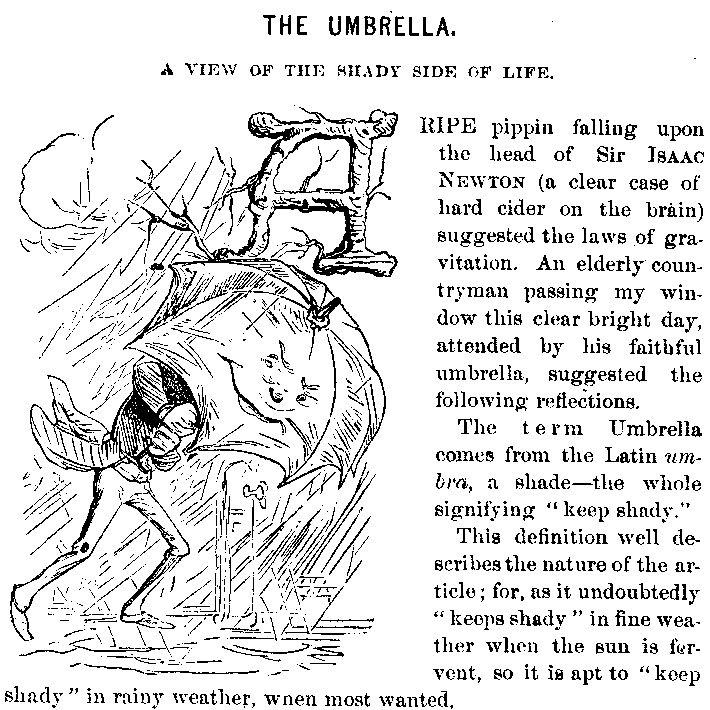 THE UMBRELLA.
A VIEW OF THE SHADY SIDE OF LIFE.
A RIPE pippin falling upon
the head of Sir ISAAC
NEWTON (a clear case of
hard cider on the brain)
suggested the laws of gra-
vitation. An elderly coun-
tryman passing my win-
dow this clear bright day,
attended by his faithful
umbrella, suggested the
following reflections.
The term Umbrella
comes from the Latin um-
bra, a shade—the whole
signifying “keep shady.”
This definition well de-
scribes the nature of the ar-
ticle; for, as it undoubtedly
“keeps shady” in fine wea-
ther when the sun is fer-
vent, so it is apt to “keep
shady” in rainy weather, when most wanted.